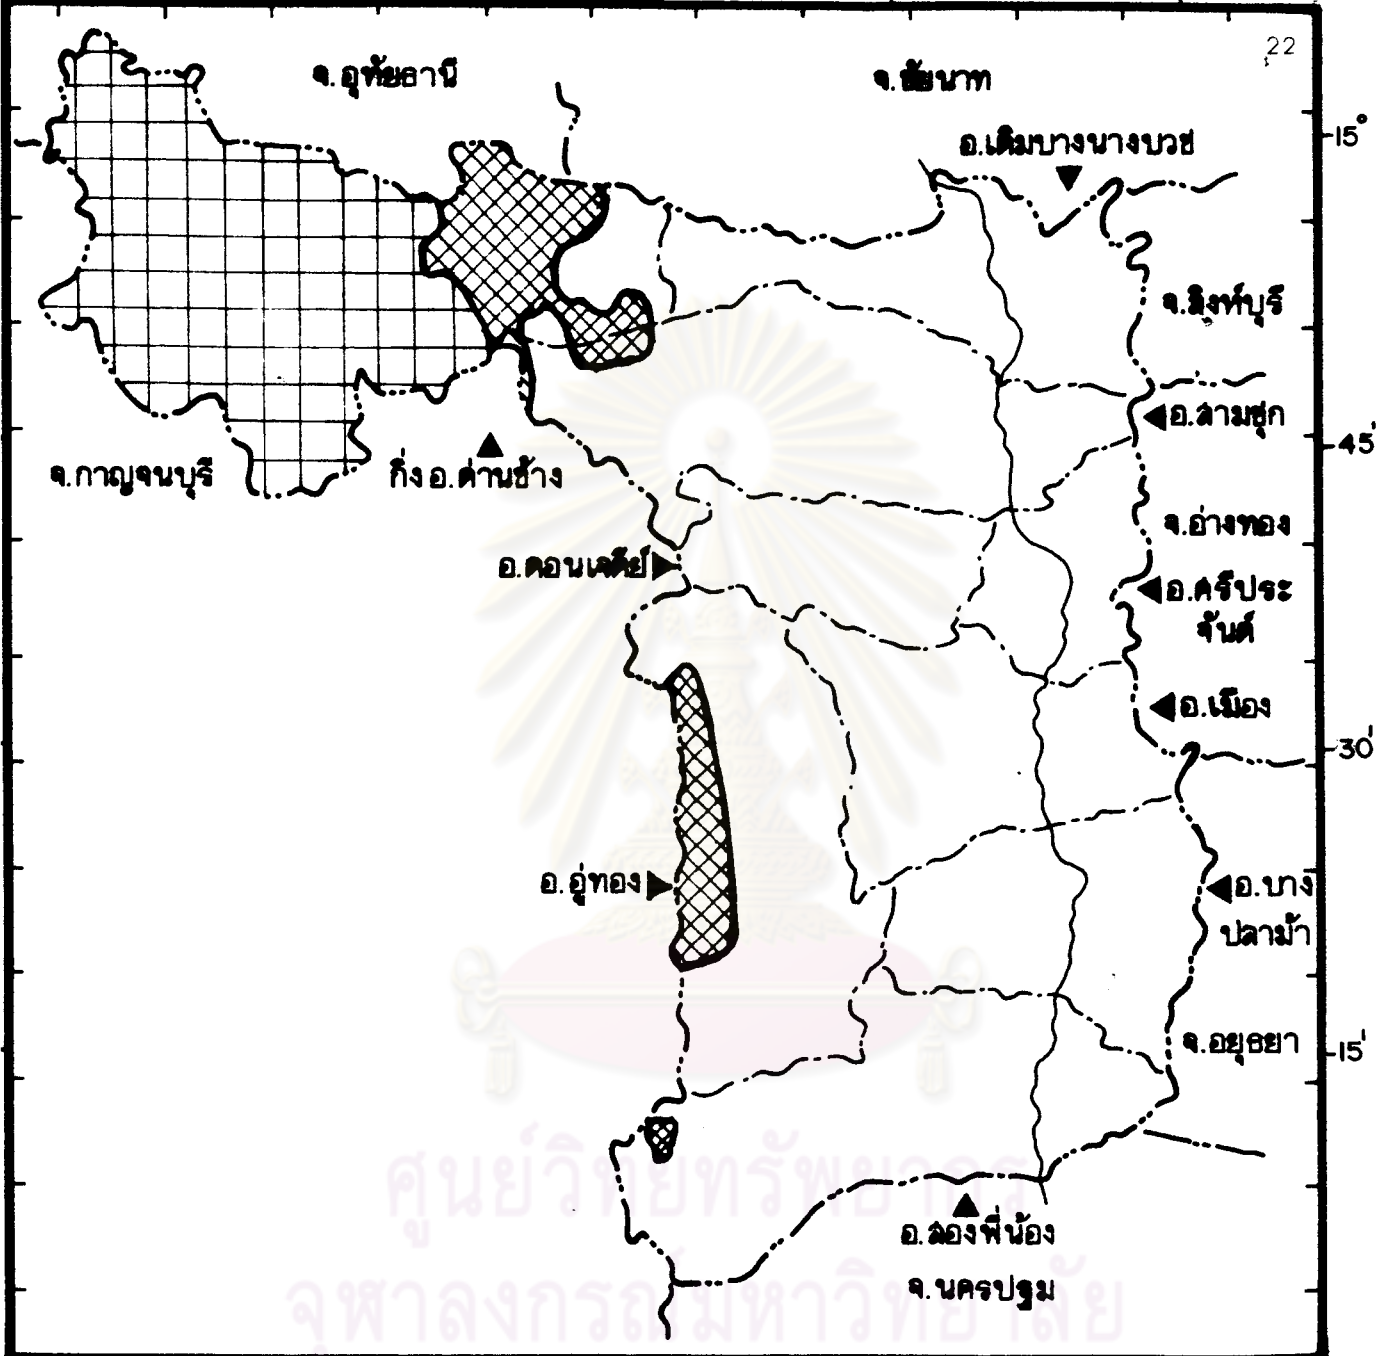 22
จ.อุทัยธานี
จ.ชัยนาท
15°
อ.เดิมบางนางบวช
จ.สิงห์บุรี
อ.สามชุก
45'
จ.กาญจนบุรี
กิ่ง อ.ด่านช้าง
จ.อ่างทอง
อ.ดอนเจดีย์
อ.ศรีประ
จันต์
อ.เมือง
30'
อ.อู่ทอง
อ.บาง
ปลาม้า
จ.อยุธยา
15'
ศูนย์วิทยทรัพยากร
อ.สองพี่น้อง
จ.นครปฐม
จุฬาลงกรณ์มหาวิทยาลัย